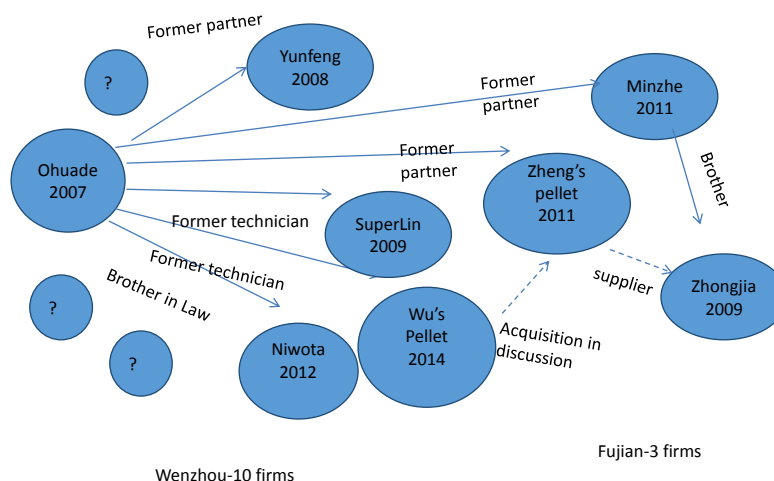 Former partner
Yunfeng
2008
?
Former
partner
Minzhe
2011
Ohuade
2007
Former
partner
Zheng’s
pellet
2011
Brother
Former technician
SuperLin
2009
Former technician
supplier
Zhongjia
2009
Brother in Law
?
Wu’s
Pellet
2014
Acquisition in
discussion
?
Niwota
2012
Fujian-3 firms
Wenzhou-10 firms